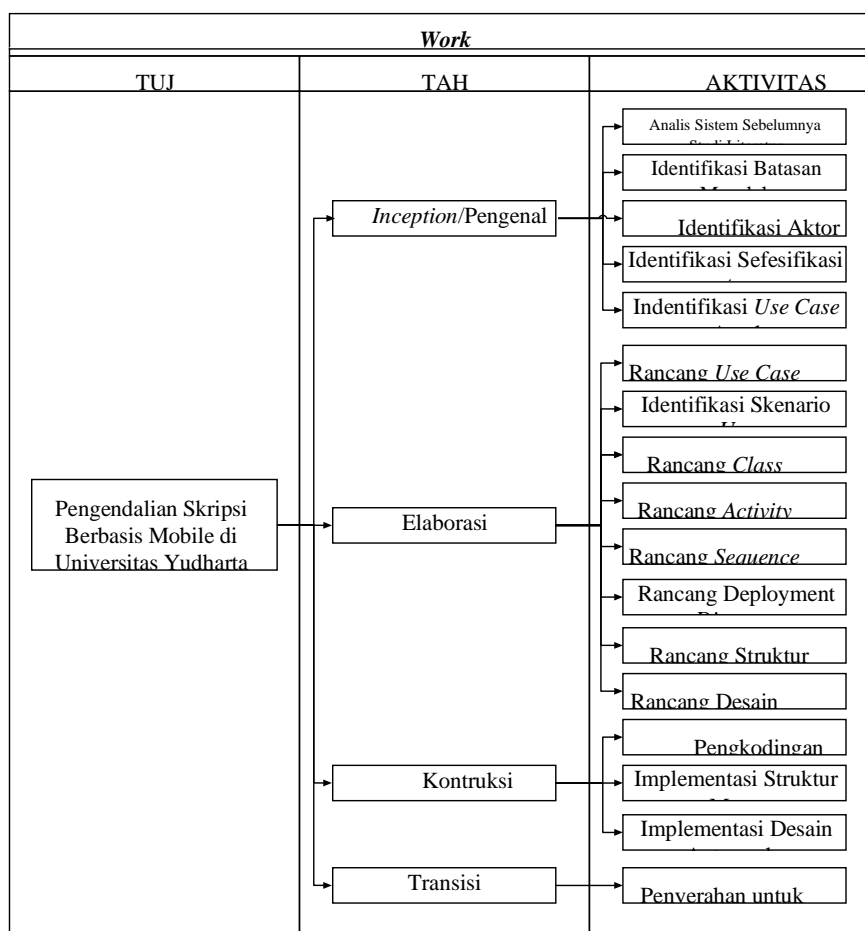 Work
TUJ
TAH
AKTIVITAS
Analis Sistem Sebelumnya
Identifikasi Batasan
Inception/Pengenal
Identifikasi Aktor
Identifikasi Sefesifikasi
Indentifikasi Use Case
Rancang Use Case
Identifikasi Skenario
Rancang Class
Pengendalian Skripsi
Berbasis Mobile di
Universitas Yudharta
Elaborasi
Rancang Activity
Rancang Sequence
Rancang Deployment
Rancang Struktur
Rancang Desain
Pengkodingan
Kontruksi
Implementasi Struktur
Implementasi Desain
Transisi
Penyerahan untuk